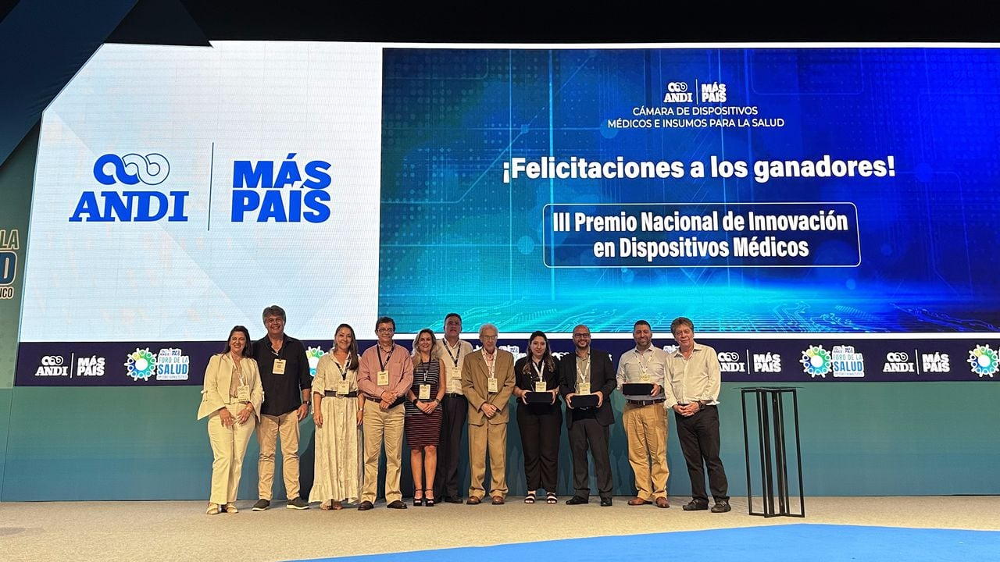 ANDI
MÁS
PAÍS
ANDI
MÁS
PAÍS
CÁMARA DE DISPOSITIVOS
MÉDICOS E INSUMOS PARA LA SALUD
¡Felicitaciones a los ganadores!
III Premio Nacional de Innovación
en Dispositivos Médicos
LA
ANDI
MÁS
PAÍS
FORO DE LA
SALUD
ANDI
MÁS
PAÍS
FORO DE LA
SALUD
ANDI
MÁS
PAÍS